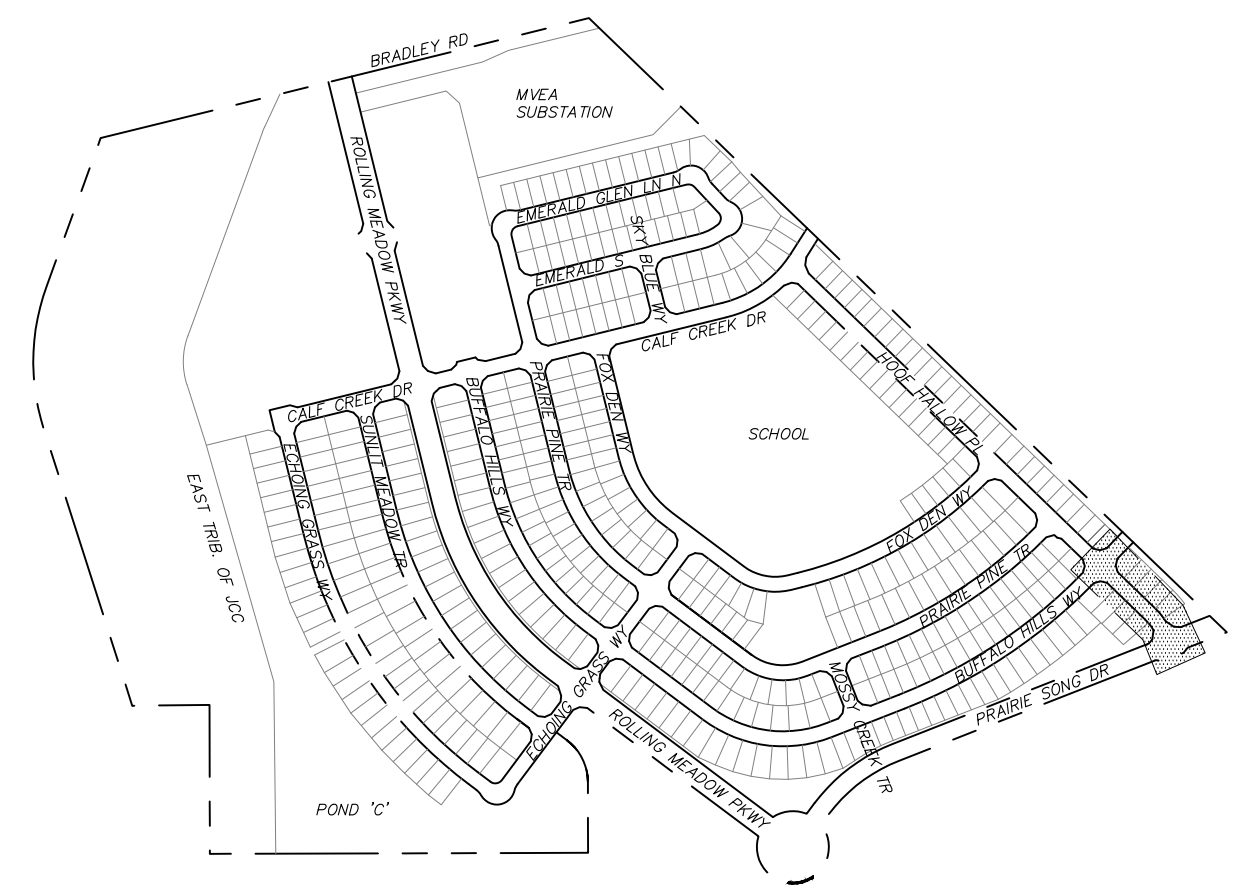 BRADLEY RD
MVEA
SUBSTATION
ROLLING MEADOW PKWY
EMERALD GLEN LN N
SKY BLUE WY
EMERALD S
CALF CREEK DR
HOOF HALLOW PL
CALF CREEK DR
SUNLIT MEADOW TR
BUFFALO HILLS WY
PRAIRIE PINE TR
FOX DEN WY
SCHOOL
ECHOING GRASS WY
EAST TRIB. OF JCC
FOX DEN WY
PRAIRIE PINE TR
BUFFALO HILLS WY
MOSSY CREEK TR
PRAIRIE SONG DR
ECHOING GRASS WY
ROLLING MEADOW PKWY
POND 'C'